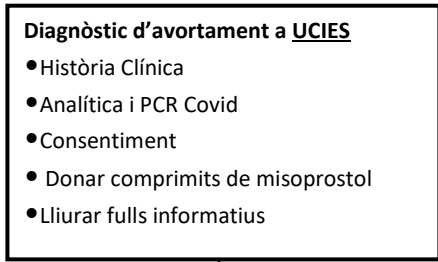 Diagnòstic d’avortament a UCIES
•Història Clínica
•Analítica i PCR Covid
•Consentiment
• Donar comprimits de misoprostol
•Lliurar fulls informatius